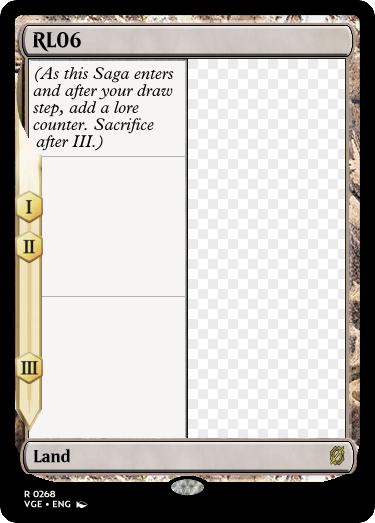 RL06
(As this Saga enters
and after your draw
step, add a lore
counter. Sacrifice
after III.)
I
II
III
Land
R 0268
VGE • ENG